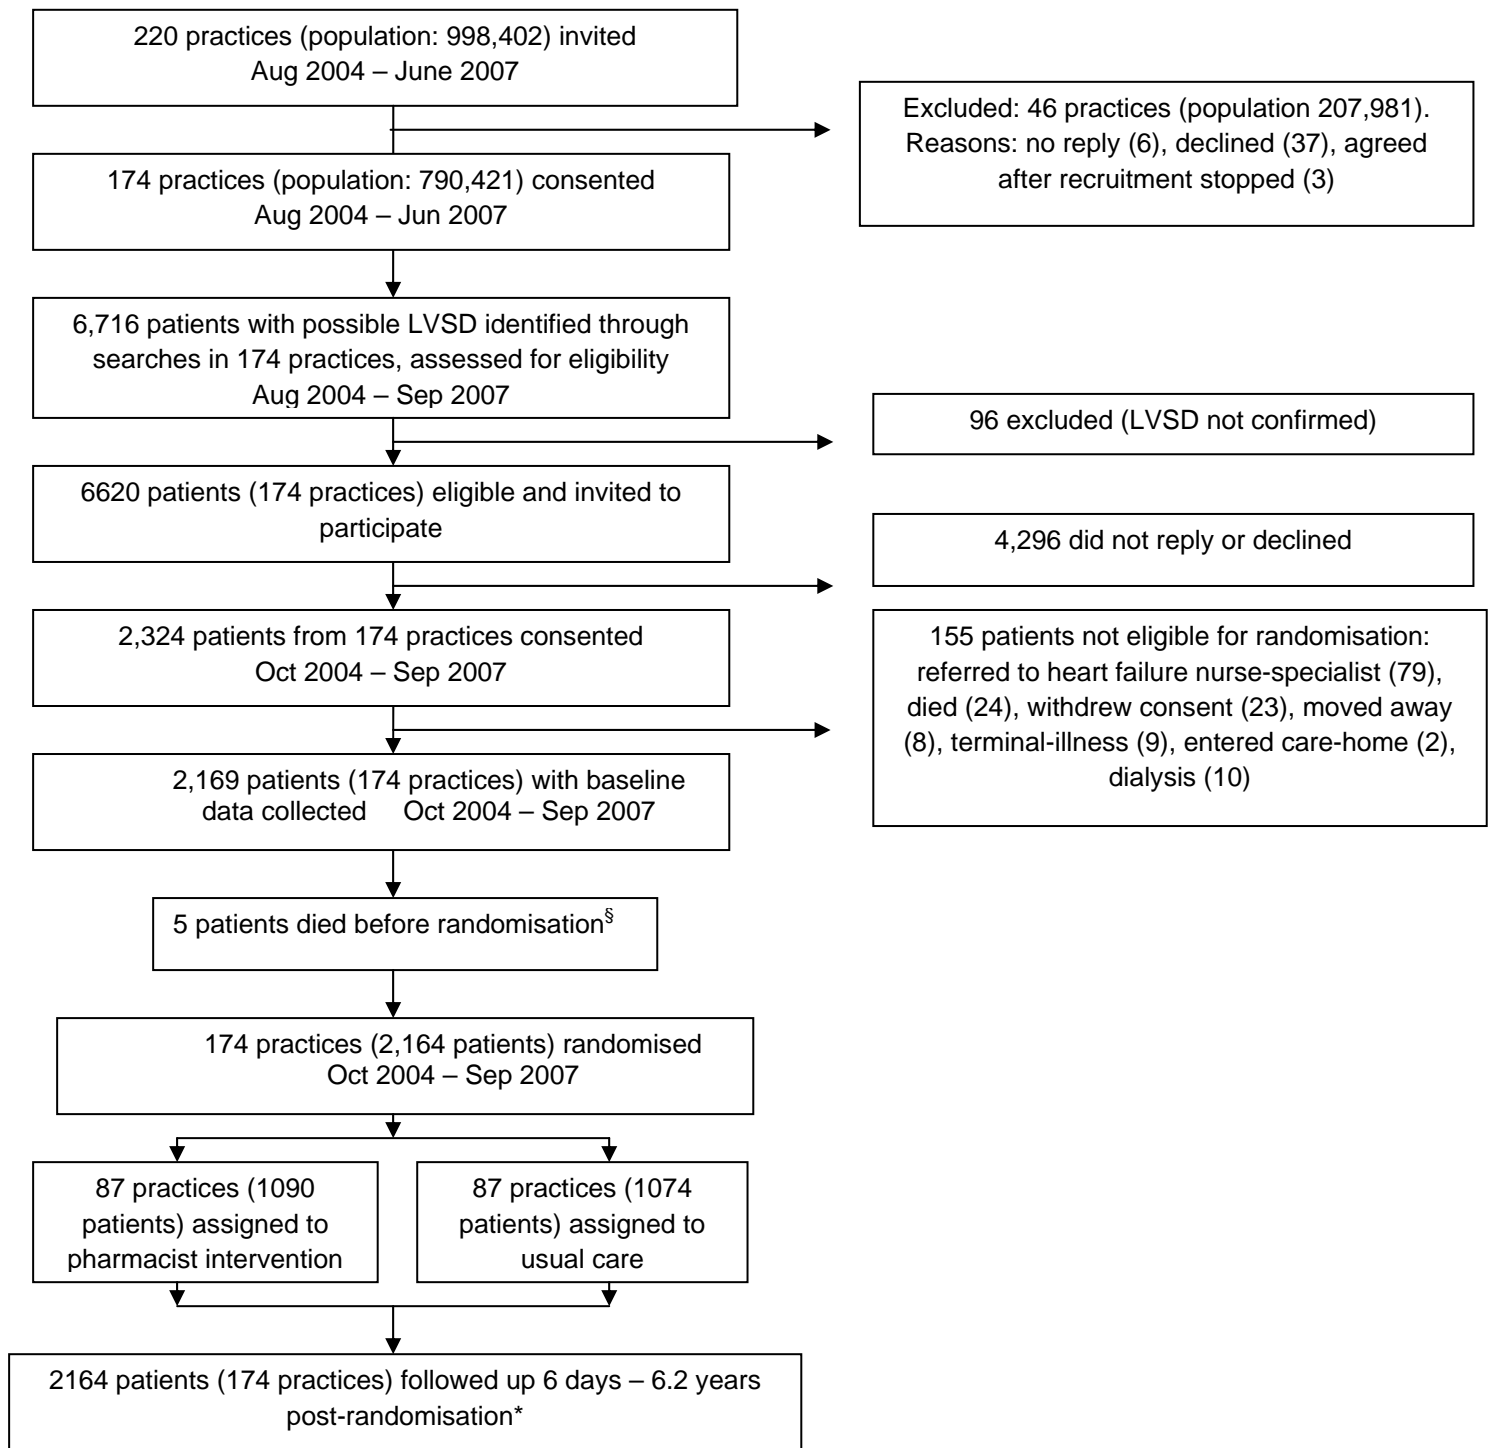 220 practices (population: 998,402) invited
Aug 2004 – June 2007
Excluded: 46 practices (population 207,981).
Reasons: no reply (6), declined (37), agreed
after recruitment stopped (3)
174 practices (population: 790,421) consented
Aug 2004 – Jun 2007
6,716 patients with possible LVSD identified through
searches in 174 practices, assessed for eligibility
Aug 2004 – Sep 2007
96 excluded (LVSD not confirmed)
6620 patients (174 practices) eligible and invited to
participate
4,296 did not reply or declined
2,324 patients from 174 practices consented
Oct 2004 – Sep 2007
155 patients not eligible for randomisation:
referred to heart failure nurse-specialist (79),
died (24), withdrew consent (23), moved away
(8), terminal-illness (9), entered care-home (2),
dialysis (10)
2,169 patients (174 practices) with baseline
data collected Oct 2004 – Sep 2007
5 patients died before randomisation§
174 practices (2,164 patients) randomised
Oct 2004 – Sep 2007
87 practices (1090
patients) assigned to
pharmacist intervention
87 practices (1074
patients) assigned to
usual care
2164 patients (174 practices) followed up 6 days – 6.2 years
post-randomisation*